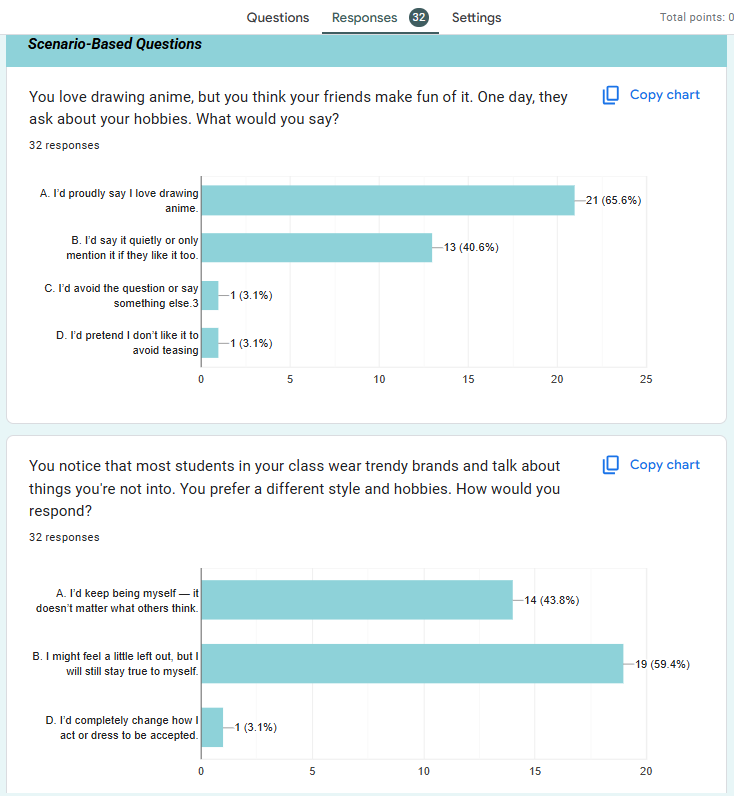 Questions Responses 32 Settings Total points: 0
Scenario-Based Questions
You love drawing anime, but you think your friends make fun of it. One day, they
ask about your hobbies. What would you say?
Copy chart
32 responses
A. I'd proudly say I love drawing
anime.
21 (65.6%)
B. I'd say it quietly or only
mention it if they like it too.
13 (40.6%)
C. I'd avoid the question or say
something else.3
1 (3.1%)
D. I'd pretend I don't like it to
avoid teasing
1 (3.1%)
0 5 10 15 20 25
You notice that most students in your class wear trendy brands and talk about
things you're not into. You prefer a different style and hobbies. How would you
respond?
Copy chart
32 responses
A. I'd keep being myself — it
doesn't matter what others think.
14 (43.8%)
B. I might feel a little left out, but I
will still stay true to myself.
19 (59.4%)
D. I'd completely change how I
act or dress to be accepted.
1 (3.1%)
0 5 10 15 20